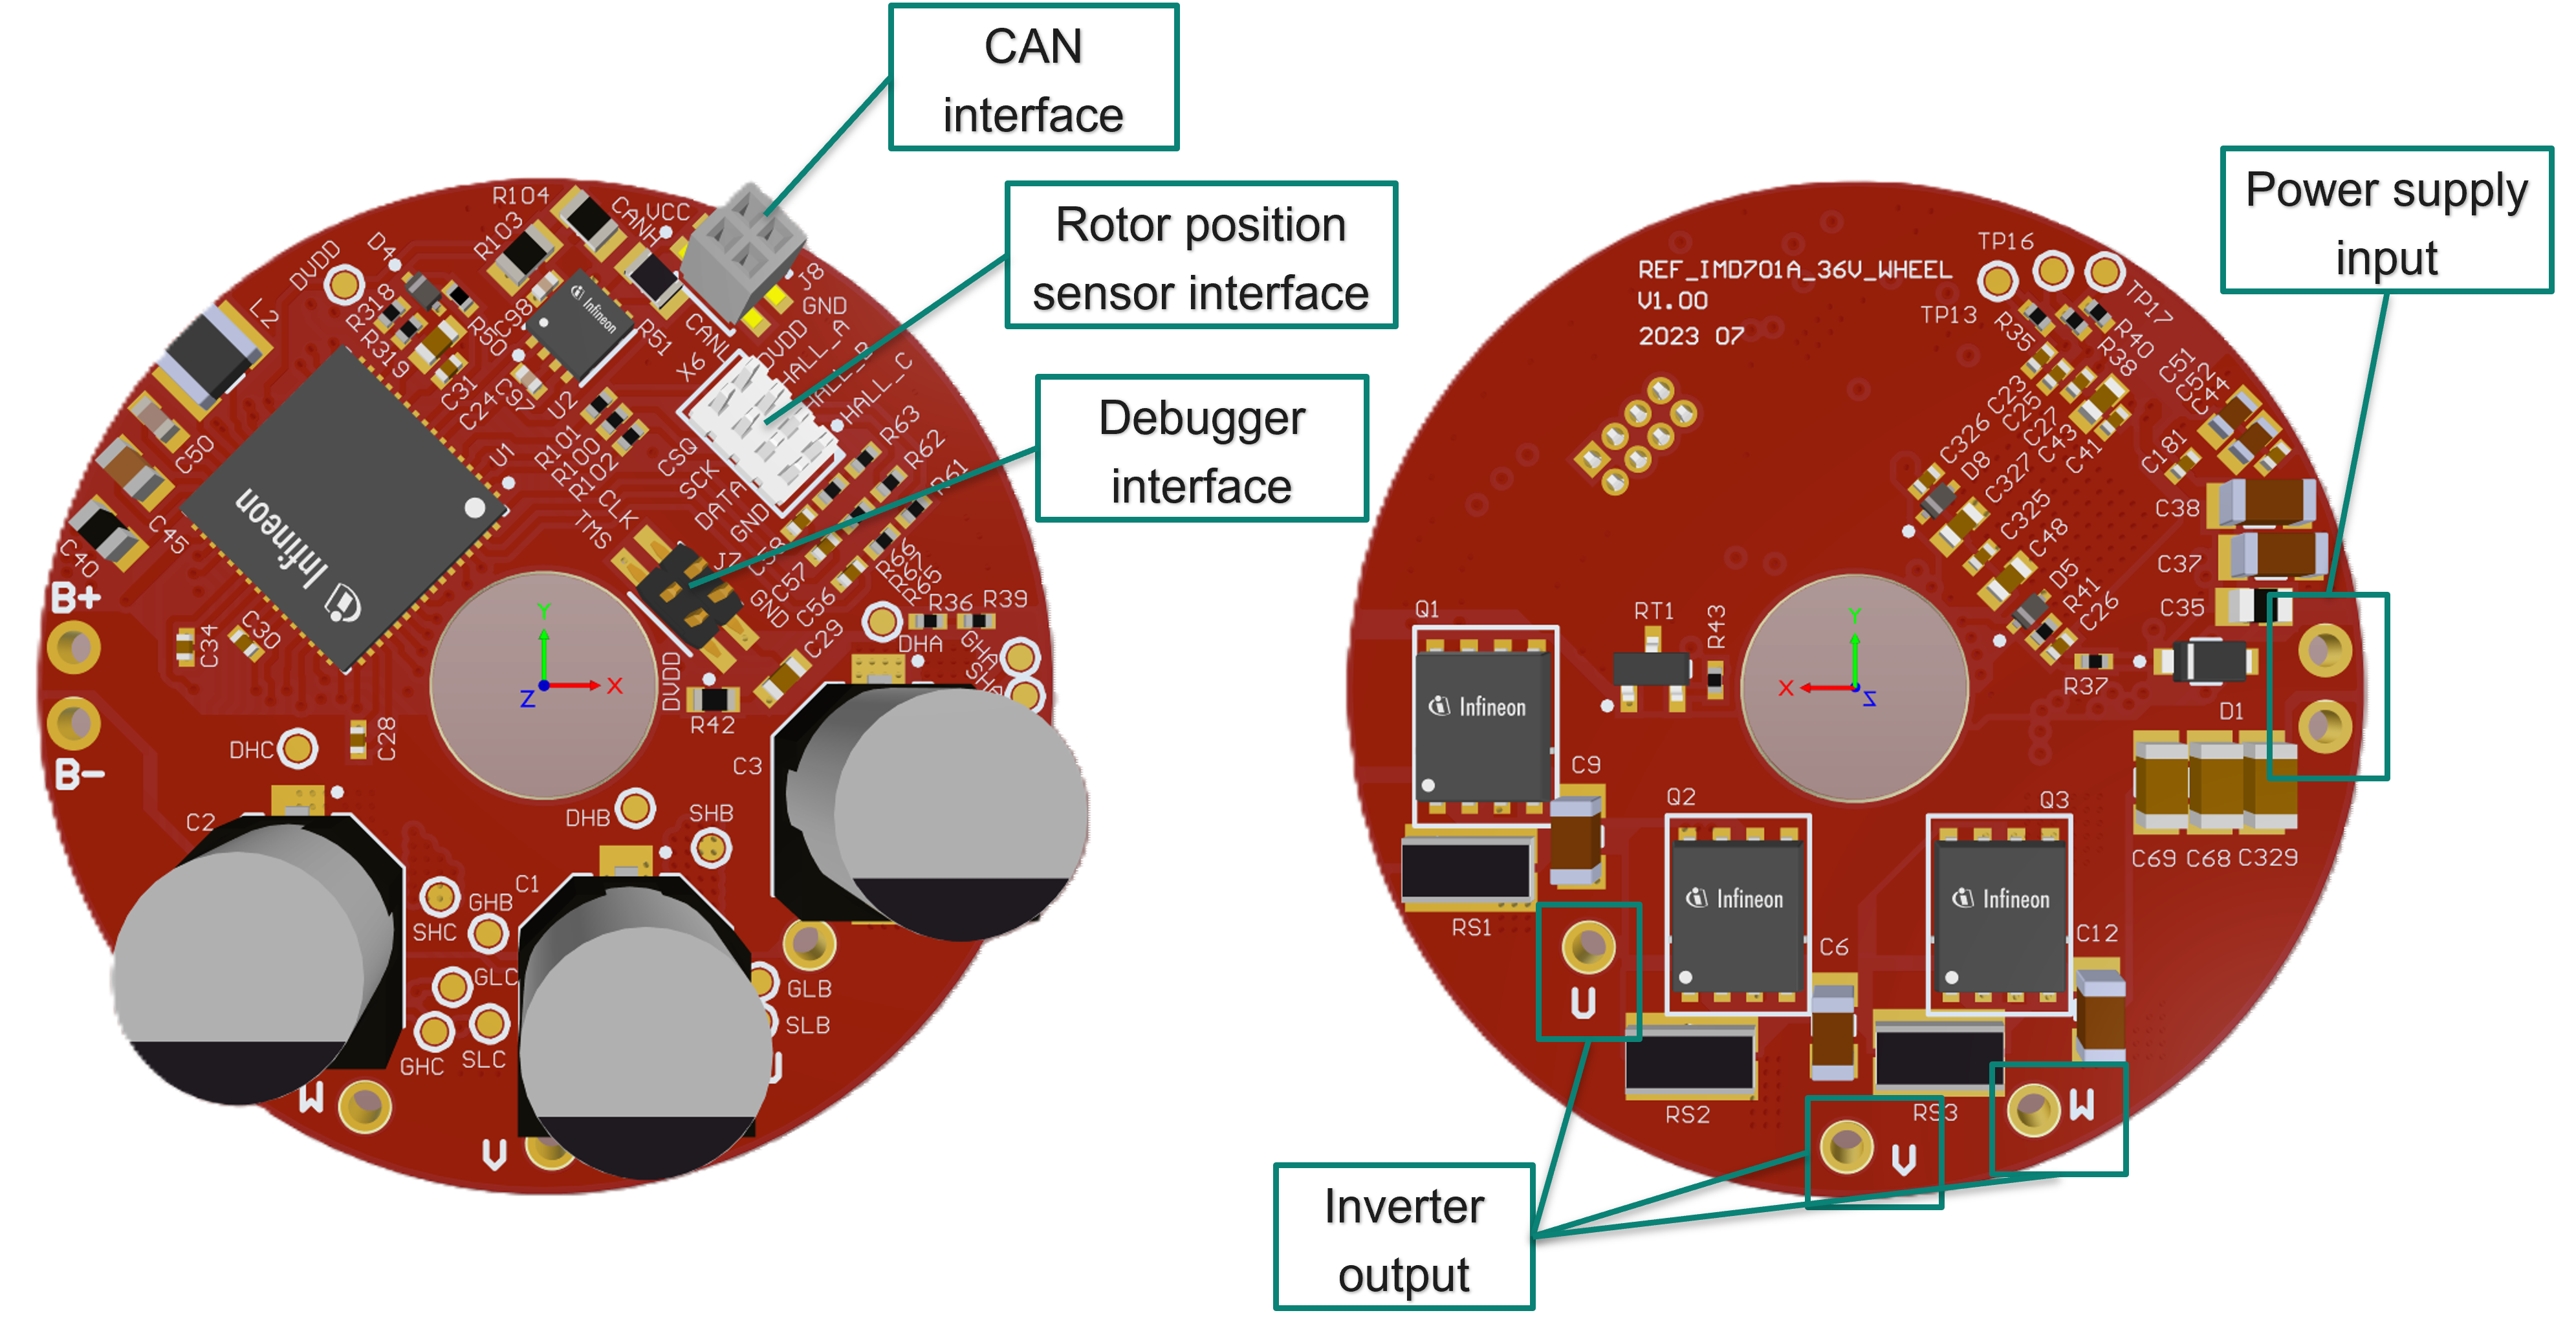 CAN
interface
Rotor position
sensor interface
Debugger
interface
Power supply
input
Inverter
output
R104
R103
CANH
VCC
J8
GND
D4
DVDD
R318
R319
R50
C98
Infineon
R51
CANL
X6
DVDD
HALL_A
HALL_B
HALL_C
L2
C31
C24
C97
U2
R101
R100
R102
CSQ
SCK
DATA
GND
R63
R62
R61
C50
C45
C40
U1
Infineon
CLK
TMS
J7
C58
C57
C56
GND
C29
B+
B-
C34
C30
C28
DHC
DVDD
R42
DHA
R36
R39
GHA
SHA
C3
DHB
SHB
C2
C1
GHB
SHC
GLC
GHC
SLC
GLB
SLB
W
V
X
Y
Z
REF_IMD701A_36V_WHEEL
V1.00
2023 07
TP16
TP13
TP17
R35
R40
R38
C51
C52
C44
C23
C25
C27
C43
C41
C181
C326
D8
C327
C325
C48
D5
R41
C26
C38
C37
C35
R37
D1
Q1
RT1
R43
Infineon
C9
Q2
Q3
Infineon
Infineon
C69
C68
C329
RS1
U
C6
C12
RS2
RS3
W
V
X
Y
Z